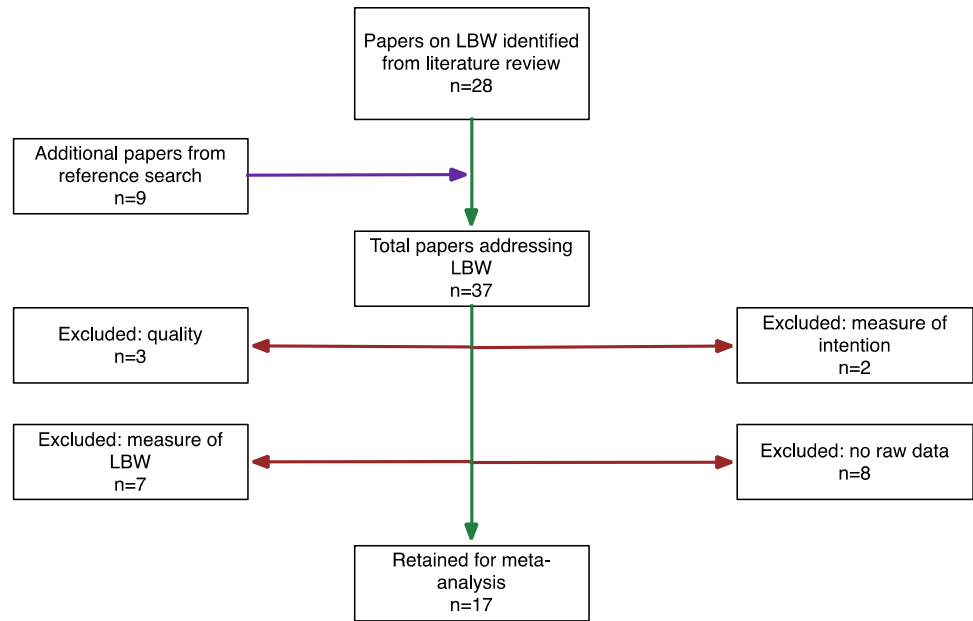 Papers on LBW identified
from literature review
n=28
Additional papers from
reference search
n=9
Total papers addressing
LBW
n=37
Excluded: quality
n=3
Excluded: measure of
intention
n=2
Excluded: measure of
LBW
n=7
Excluded: no raw data
n=8
Retained for meta-
analysis
n=17